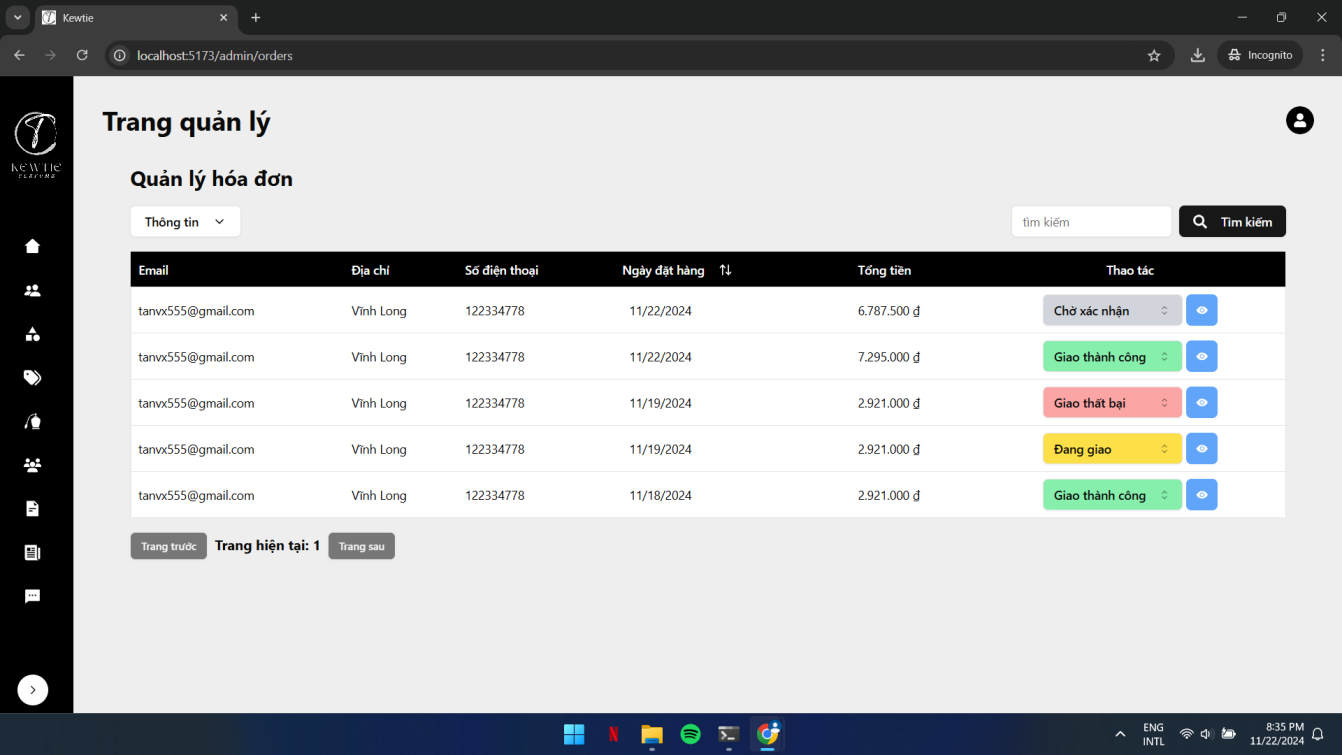 Kewtie
localhost:5173/admin/orders
Incognito
KEWTIE
Trang quản lý
Quản lý hóa đơn
Thông tin
tìm kiếm
Tìm kiếm
Email Địa chỉ Số điện thoại Ngày đặt hàng Tổng tiền Thao tác
tanvx555@gmail.com Vĩnh Long 122334778 11/22/2024 6.787.500 ₫ Chờ xác nhận
tanvx555@gmail.com Vĩnh Long 122334778 11/22/2024 7.295.000 ₫ Giao thành công
tanvx555@gmail.com Vĩnh Long 122334778 11/19/2024 2.921.000 ₫ Giao thất bại
tanvx555@gmail.com Vĩnh Long 122334778 11/19/2024 2.921.000 ₫ Đang giao
tanvx555@gmail.com Vĩnh Long 122334778 11/18/2024 2.921.000 ₫ Giao thành công
Trang trước Trang hiện tại: 1 Trang sau
ENG
INTL
8:35 PM
11/22/2024